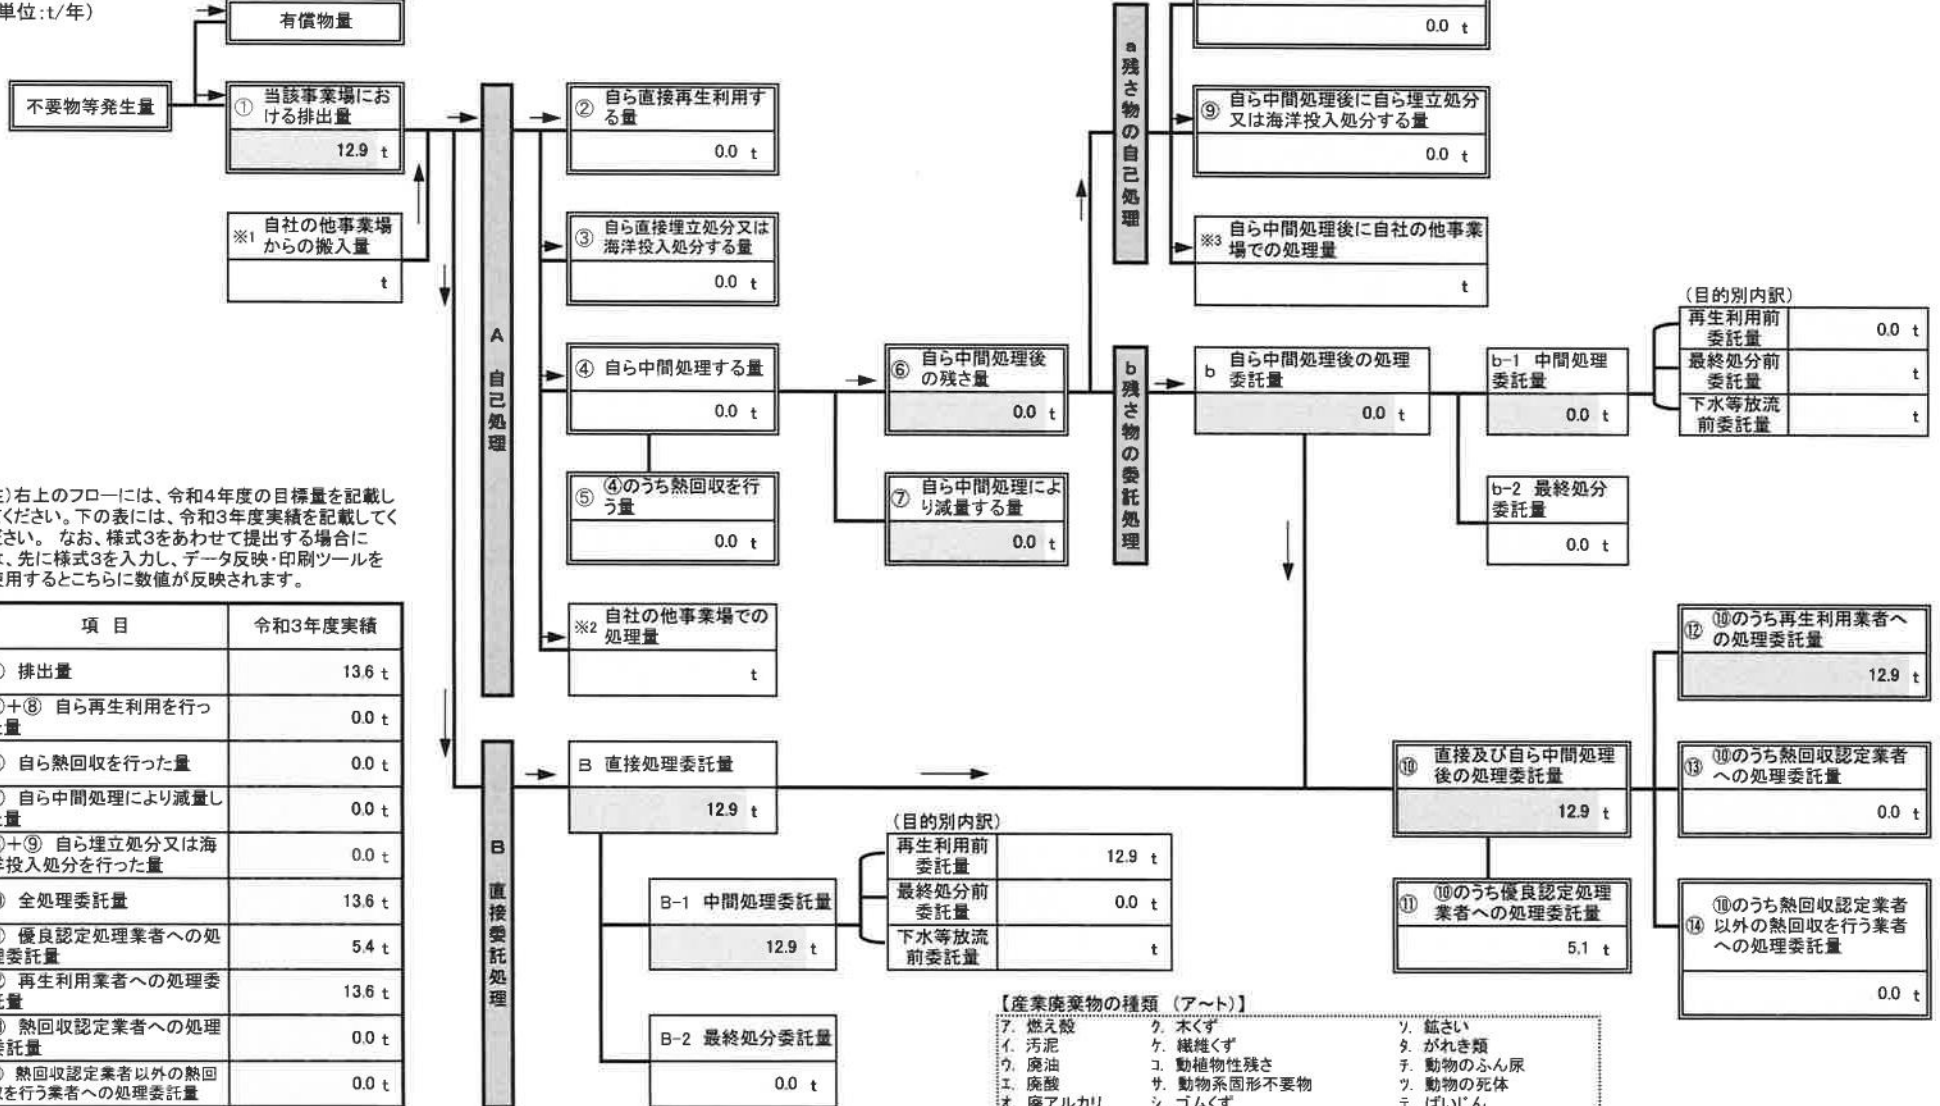 単位:t/年)
有償物量
不要物等発生量
① 当該事業場にお
ける排出量
12.9 t
※1 自社の他事業場
からの搬入量
t
A 自己処理
② 自ら直接再生利用す
る量
0.0 t
③ 自ら直接埋立処分又は
海洋投入処分する量
0.0 t
④ 自ら中間処理する量
0.0 t
⑤ ④のうち熱回収を行
う量
0.0 t
※2 自社の他事業場での
処理量
t
⑥ 自ら中間処理後
の残さ量
0.0 t
⑦ 自ら中間処理によ
り減量する量
0.0 t
a 残さ物の自己処理
0.0 t
⑨ 自ら中間処理後に自ら埋立処分
又は海洋投入処分する量
0.0 t
※3 自ら中間処理後に自社の他事業
場での処理量
t
b 残さ物の委託処理
b 自ら中間処理後の処理
委託量
0.0 t
b-1 中間処理
委託量
0.0 t
(目的別内訳)
再生利用前
委託量
0.0 t
最終処分前
委託量
t
下水等放流
前委託量
t
b-2 最終処分
委託量
0.0 t
)右上のフローには、令和4年度の目標量を記載し
ください。下の表には、令和3年度実績を記載してく
さい。 なお、様式3をあわせて提出する場合に
、先に様式3を入力し、データ反映・印刷ツールを
用するとこちらに数値が反映されます。
項 目 令和3年度実績
) 排出量 13.6 t
)+⑧ 自ら再生利用を行っ
量 0.0 t
) 自ら熱回収を行った量 0.0 t
) 自ら中間処理により減量し
量 0.0 t
)+⑨ 自ら埋立処分又は海
洋投入処分を行った量 0.0 t
) 全処理委託量 13.6 t
) 優良認定処理業者への処
理委託量 5.4 t
) 再生利用業者への処理委
託量 13.6 t
) 熱回収認定業者への処理
委託量 0.0 t
) 熱回収認定業者以外の熱回
収を行う業者への処理委託量 0.0 t
B 直接委託処理
B 直接処理委託量
12.9 t
B-1 中間処理委託量
12.9 t
(目的別内訳)
再生利用前
委託量
12.9 t
最終処分前
委託量
0.0 t
下水等放流
前委託量
t
B-2 最終処分委託量
0.0 t
⑩ 直接及び自ら中間処理
後の処理委託量
12.9 t
⑪ ⑩のうち優良認定処理
業者への処理委託量
5.1 t
⑫ ⑩のうち再生利用業者へ
の処理委託量
12.9 t
⑬ ⑩のうち熱回収認定業者
への処理委託量
0.0 t
⑭ ⑩のうち熱回収認定業者
以外の熱回収を行う業者
への処理委託量
0.0 t
【産業廃棄物の種類 (ア~ト)】
ア. 燃え殻 ク. 木くず ソ. 鉱さい
イ. 汚泥 ケ. 繊維くず タ. がれき類
ウ. 廃油 コ. 動植物性残さ チ. 動物のふん尿
エ. 廃酸 サ. 動物系固形不要物 ツ. 動物の死体
オ. 廃アルカリ シ. ゴムくず テ. ばいじん